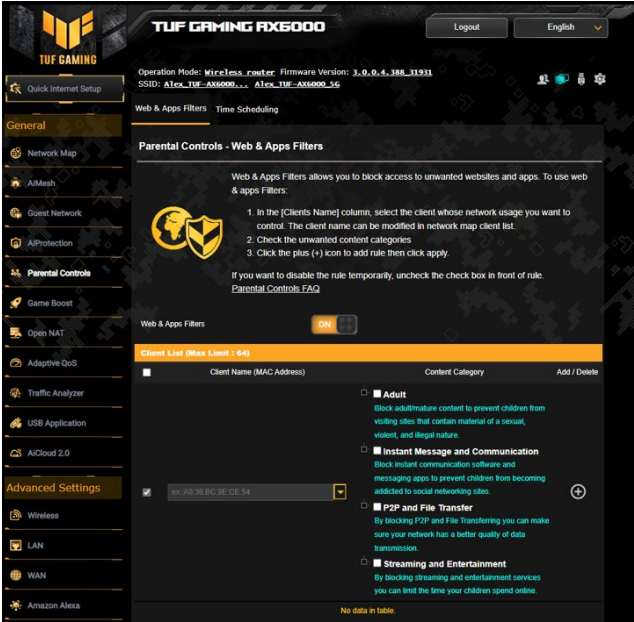 TUF GAMING AX6000
Logout
English
TUF GAMING
Quick Internet Setup
Operation Mode: Wireless router Firmware Version: 3.0.0.4.388_31931
SSID: Alex_TUF-AX6000... Alex_TUF-AX6000_5G
Web & Apps Filters Time Scheduling
General
Network Map
AiMesh
Guest Network
AiProtection
Parental Controls
Game Boost
Open NAT
Adaptive QoS
Traffic Analyzer
USB Application
AiCloud 2.0
Advanced Settings
Wireless
LAN
WAN
Amazon Alexa
Parental Controls - Web & Apps Filters
Web & Apps Filters allows you to block access to unwanted websites and apps. To use web
& apps Filters:
1. In the [Clients Name] column, select the client whose network usage you want to
control. The client name can be modified in network map client list.
2. Check the unwanted content categories
3. Click the plus (+) icon to add rule then click apply.
If you want to disable the rule temporarily, uncheck the check box in front of rule.
Parental Controls FAQ
Web & Apps Filters
ON
Client List (Max Limit : 64)
Client Name (MAC Address) Content Category Add / Delete
ex: A0:36:BC:9E:CE:54
Adult
Block adult/mature content to prevent children from
visiting sites that contain material of a sexual,
violent, and illegal nature.
Instant Message and Communication
Block instant communication software and
messaging apps to prevent children from becoming
addicted to social networking sites.
P2P and File Transfer
By blocking P2P and File Transferring you can make
sure your network has a better quality of data
transmission.
Streaming and Entertainment
By blocking streaming and entertainment services
you can limit the time your children spend online.
No data in table.